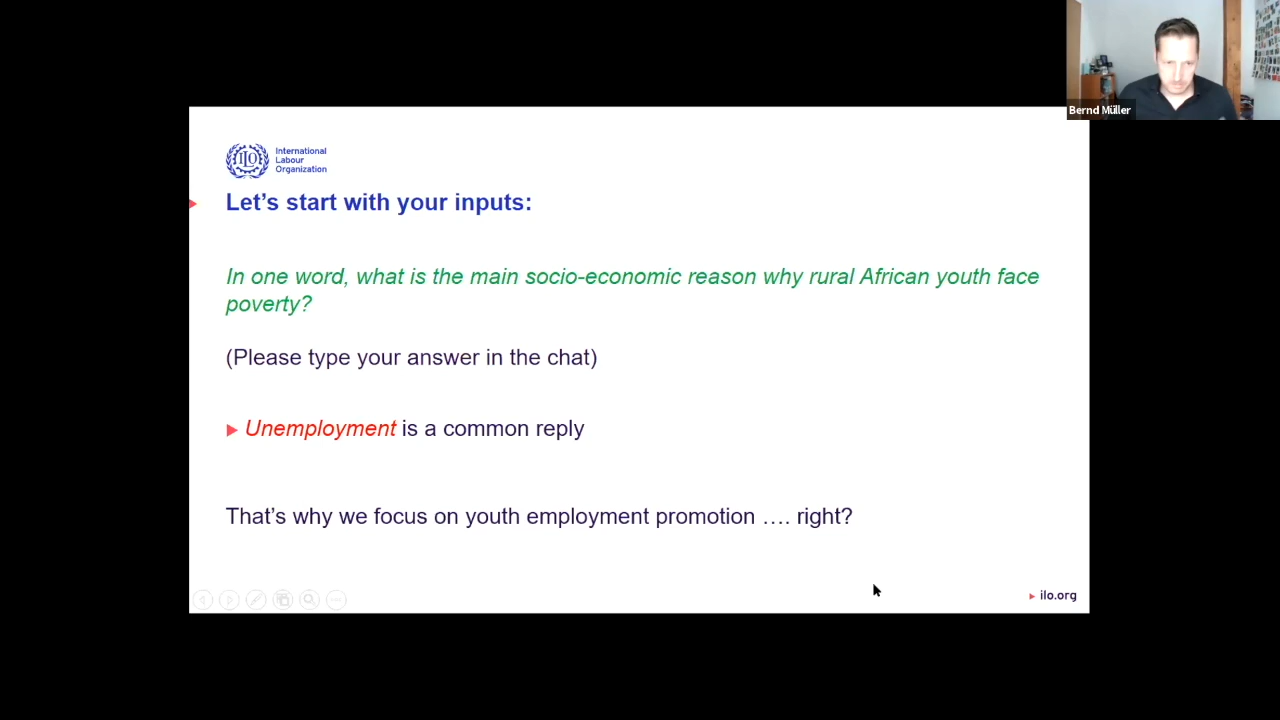 Bernd Müller
ILO
International
Labour
Organization
Let's start with your inputs:
In one word, what is the main socio-economic reason why rural African youth face
poverty?
(Please type your answer in the chat)
Unemployment is a common reply
That's why we focus on youth employment promotion …. right?
ilo.org